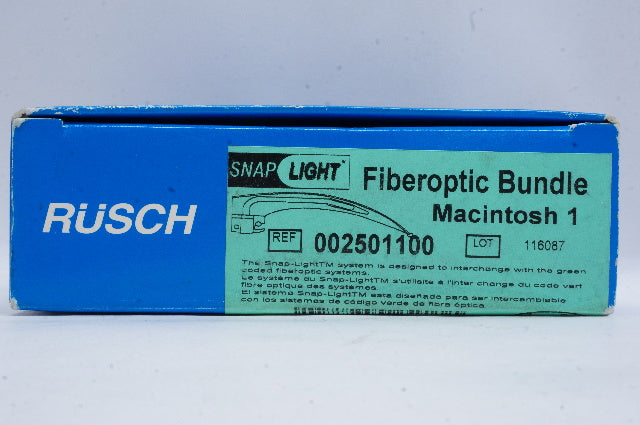 RÜSCH
SNAP LIGHT™
Fiberoptic Bundle
Macintosh 1
REF 002501100 LOT 116087
The Snap-LightTM system is designed to interchange with the green
coded fiberoptic systems.
Le système du Snap-LightTM s'utilisite à l'inter change du code vert
fibre optique des systèmes.
El sistema Snap-LightTM esta diseñado para ser intercambiable
con los sistemas de código verde de fibra óptica.